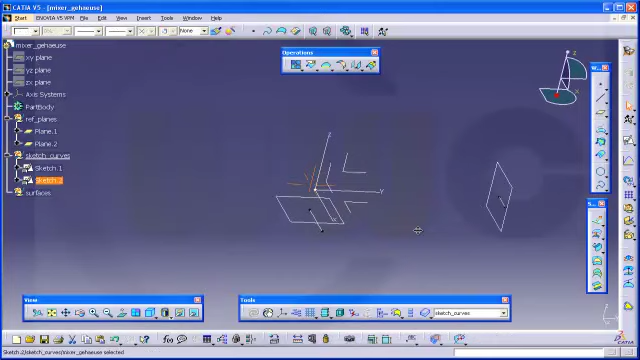 CATIA V5 - [mixer_gehaeuse]
Start ENOVIA V5 VPM File Edit View Insert Tools Window Help
None
mixer_gehaeuse
xy plane
yz plane
zx plane
Axis Systems
PartBody
ref_planes
Plane.1
Plane.2
sketch_curves
Sketch.1
Sketch.2
surfaces
Operations
View
Tools
sketch_curves
CATIA
Sketch.2/sketch_curves/mixer_gehaeuse selected